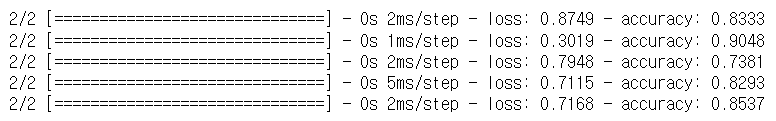 2/2 [==============================] - 0s 2ms/step - loss: 0.8749 - accuracy: 0.8333
2/2 [==============================] - 0s 1ms/step - loss: 0.3019 - accuracy: 0.9048
2/2 [==============================] - 0s 2ms/step - loss: 0.7948 - accuracy: 0.7381
2/2 [==============================] - 0s 5ms/step - loss: 0.7115 - accuracy: 0.8293
2/2 [==============================] - 0s 2ms/step - loss: 0.7168 - accuracy: 0.8537